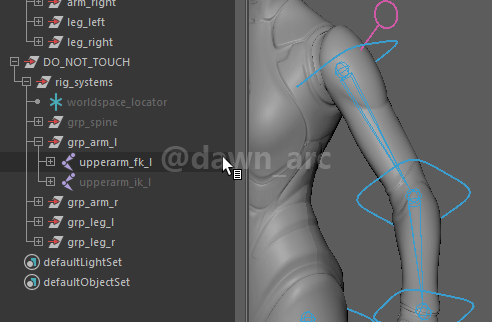 arm_right
leg_left
leg_right
DO_NOT_TOUCH
rig_systems
worldspace_locator
grp_spine
grp_arm_l
upperarm_fk_l
@dawn_arc
upperarm_ik_l
grp_arm_r
grp_leg_l
grp_leg_r
defaultLightSet
defaultObjectSet